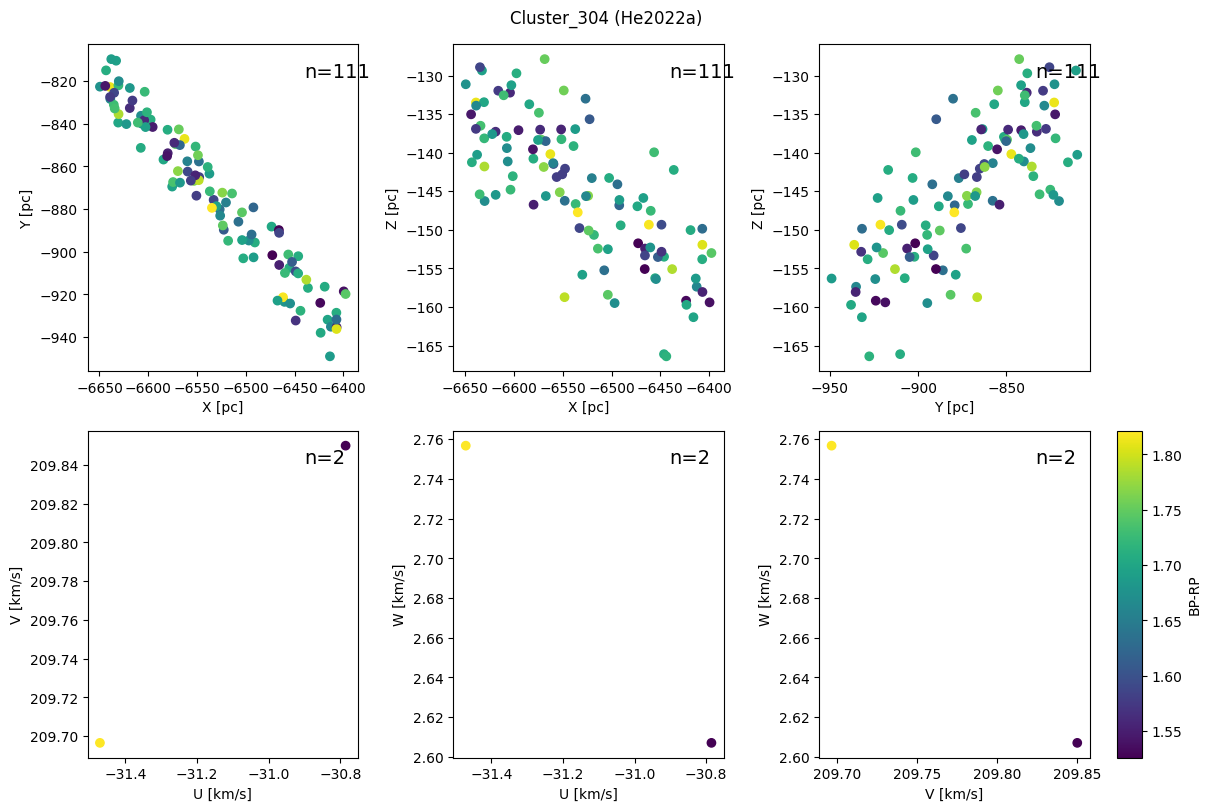 Cluster_304 (He2022a)
n=111
−820
−840
−860
−880
−900
−920
−940
Y [pc]
−6650 −6600 −6550 −6500 −6450 −6400
X [pc]
n=111
−130
−135
−140
−145
−150
−155
−160
−165
Z [pc]
−6650 −6600 −6550 −6500 −6450 −6400
X [pc]
n=111
−130
−135
−140
−145
−150
−155
−160
−165
Z [pc]
−950 −900 −850
Y [pc]
n=2
209.84
209.82
209.80
209.78
209.76
209.74
209.72
209.70
V [km/s]
−31.4 −31.2 −31.0 −30.8
U [km/s]
n=2
2.76
2.74
2.72
2.70
2.68
2.66
2.64
2.62
2.60
W [km/s]
−31.4 −31.2 −31.0 −30.8
U [km/s]
n=2
2.76
2.74
2.72
2.70
2.68
2.66
2.64
2.62
2.60
W [km/s]
209.70 209.75 209.80 209.85
V [km/s]
1.80
1.75
1.70
1.65
1.60
1.55
BP-RP